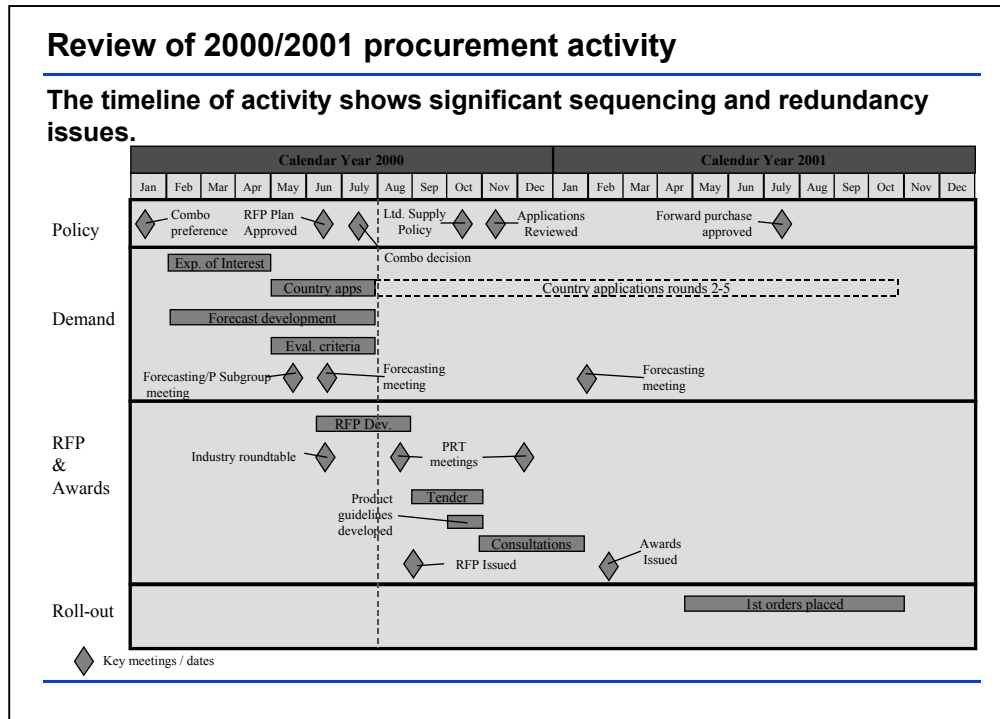 Review of 2000/2001 procurement activity
The timeline of activity shows significant sequencing and redundancy
issues.
Calendar Year 2000
Calendar Year 2001
Jan Feb Mar Apr May Jun July Aug Sep Oct Nov Dec Jan Feb Mar Apr May Jun July Aug Sep Oct Nov Dec
Policy
Combo
preference
RFP Plan
Approved
Ltd. Supply
Policy
Applications
Reviewed
Forward purchase
approved
Combo decision
Demand
Exp. of Interest
Country apps
Country applications rounds 2-5
Forecast development
Eval. criteria
Forecasting/P Subgroup
meeting
Forecasting
meeting
Forecasting
meeting
RFP
&
Awards
RFP Dev.
Industry roundtable
PRT
meetings
Tender
Product
guidelines
developed
Consultations
RFP Issued
Awards
Issued
Roll-out
1st orders placed
Key meetings / dates